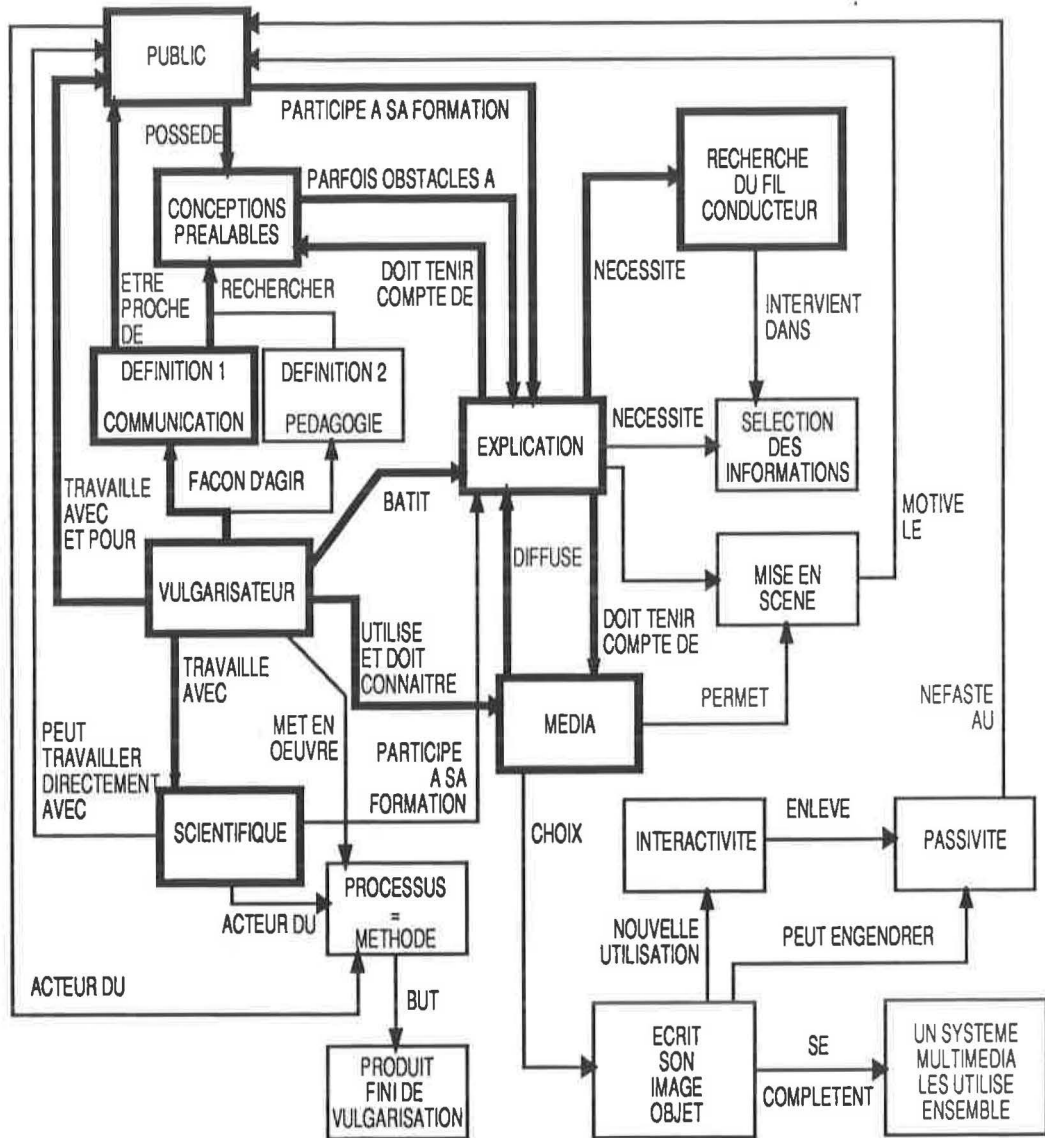 PUBLIC
PARTICIPE A SA FORMATION
POSSEDE
PARFOIS OBSTACLES A
RECHERCHE
DU FIL
CONDUCTEUR
CONCEPTIONS
PREALABLES
DOIT TENIR
COMPTE DE
NECESSITE
ETRE
PROCHE
DE
RECHERCHER
INTERVIENT
DANS
DEFINITION 1
COMMUNICATION
DEFINITION 2
PEDAGOGIE
EXPLICATION
NECESSITE
SELECTION
DES
INFORMATIONS
FACON D'AGIR
BATIT
TRAVAILLE
AVEC
ET POUR
MOTIVE
LE
DIFFUSE
VULGARISATEUR
MISE EN
SCENE
UTILISE
ET DOIT
CONNAITRE
DOIT TENIR
COMPTE DE
TRAVAILLE
AVEC
MEDIA
PERMET
NEFASTE
AU
MET EN
OEUVRE
PEUT
TRAVAILLER
DIRECTEMENT
AVEC
PARTICIPE
A SA
FORMATION
SCIENTIFIQUE
CHOIX
INTERACTIVITE
ENLEVE
PASSIVITE
PROCESSUS
=
METHODE
ACTEUR DU
NOUVELLE
UTILISATION
PEUT ENGENDRER
ACTEUR DU
BUT
PRODUIT
FINI DE
VULGARISATION
ECRIT
SON
IMAGE
OBJET
SE
COMPLETENT
UN SYSTEME
MULTIMEDIA
LES UTILISE
ENSEMBLE